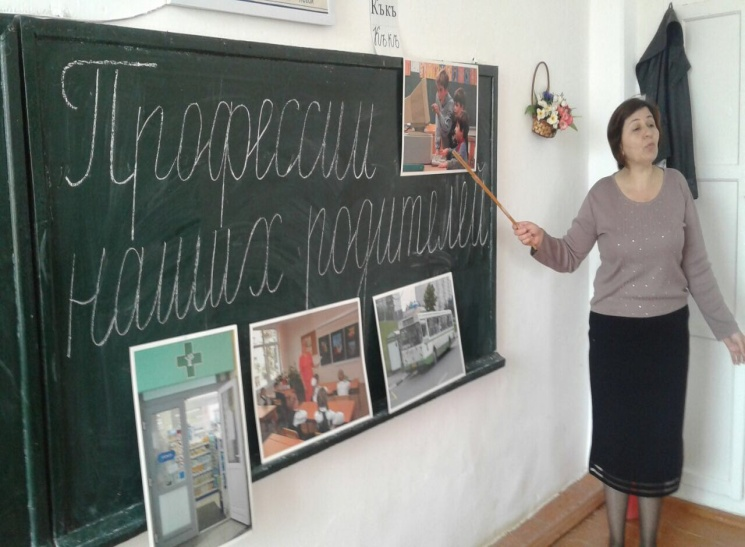 Къкъ
Къкъ
Профессии
наших родителей